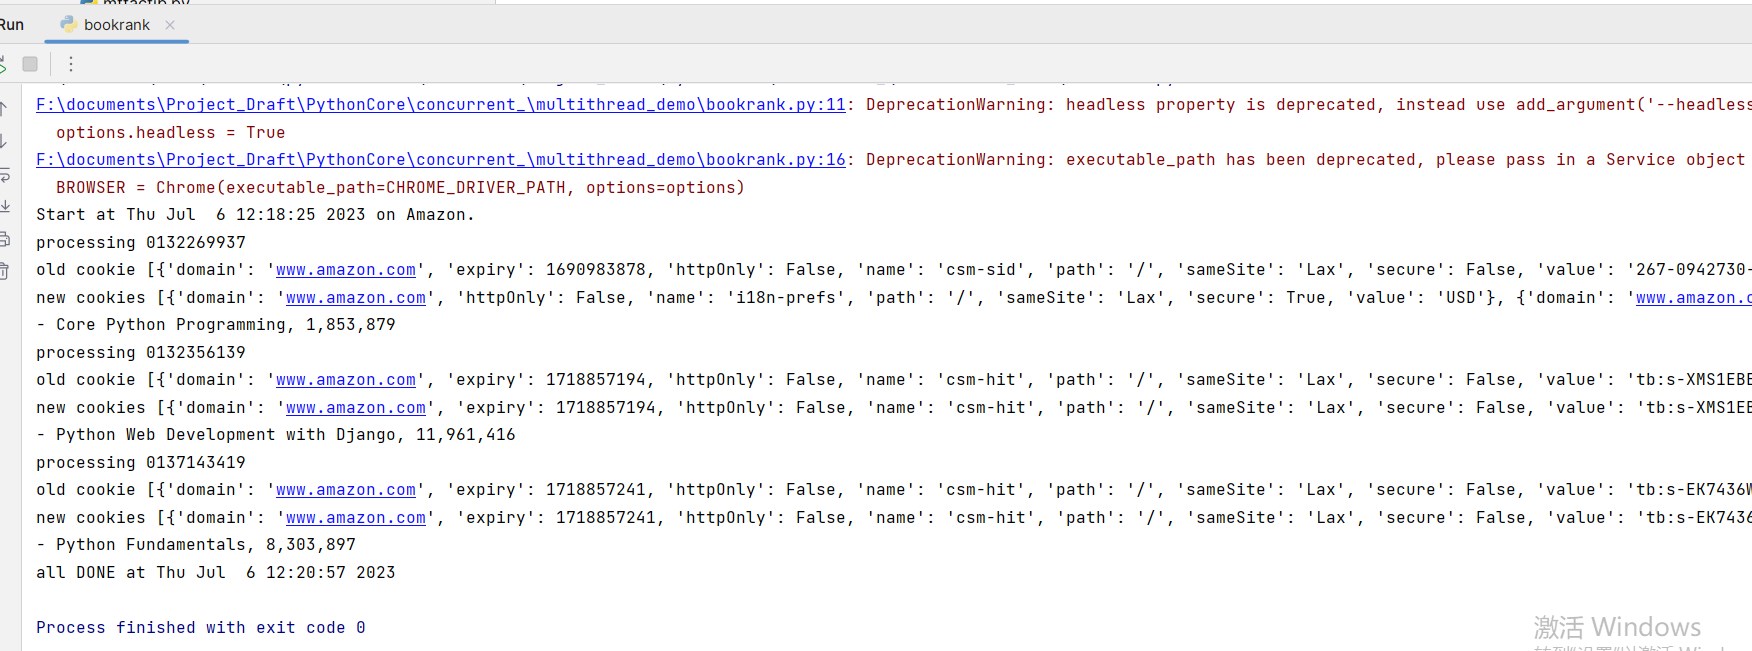 mtfactlib.py
Run
bookrank
F:\documents\Project_Draft\PythonCore\concurrent_\multithread_demo\bookrank.py:11: DeprecationWarning: headless property is deprecated, instead use add_argument('--headless
options.headless = True
F:\documents\Project_Draft\PythonCore\concurrent_\multithread_demo\bookrank.py:16: DeprecationWarning: executable_path has been deprecated, please pass in a Service object
BROWSER = Chrome(executable_path=CHROME_DRIVER_PATH, options=options)
Start at Thu Jul  6 12:18:25 2023 on Amazon.
processing 0132269937
old cookie [{'domain': 'www.amazon.com', 'expiry': 1690983878, 'httpOnly': False, 'name': 'csm-sid', 'path': '/', 'sameSite': 'Lax', 'secure': False, 'value': '267-0942730-
new cookies [{'domain': 'www.amazon.com', 'httpOnly': False, 'name': 'i18n-prefs', 'path': '/', 'sameSite': 'Lax', 'secure': True, 'value': 'USD'}, {'domain': 'www.amazon.c
- Core Python Programming, 1,853,879
processing 0132356139
old cookie [{'domain': 'www.amazon.com', 'expiry': 1718857194, 'httpOnly': False, 'name': 'csm-hit', 'path': '/', 'sameSite': 'Lax', 'secure': False, 'value': 'tb:s-XMS1EBE
new cookies [{'domain': 'www.amazon.com', 'expiry': 1718857194, 'httpOnly': False, 'name': 'csm-hit', 'path': '/', 'sameSite': 'Lax', 'secure': False, 'value': 'tb:s-XMS1EB
- Python Web Development with Django, 11,961,416
processing 0137143419
old cookie [{'domain': 'www.amazon.com', 'expiry': 1718857241, 'httpOnly': False, 'name': 'csm-hit', 'path': '/', 'sameSite': 'Lax', 'secure': False, 'value': 'tb:s-EK7436W
new cookies [{'domain': 'www.amazon.com', 'expiry': 1718857241, 'httpOnly': False, 'name': 'csm-hit', 'path': '/', 'sameSite': 'Lax', 'secure': False, 'value': 'tb:s-EK7436
- Python Fundamentals, 8,303,897
all DONE at Thu Jul  6 12:20:57 2023
Process finished with exit code 0
激活 Windows